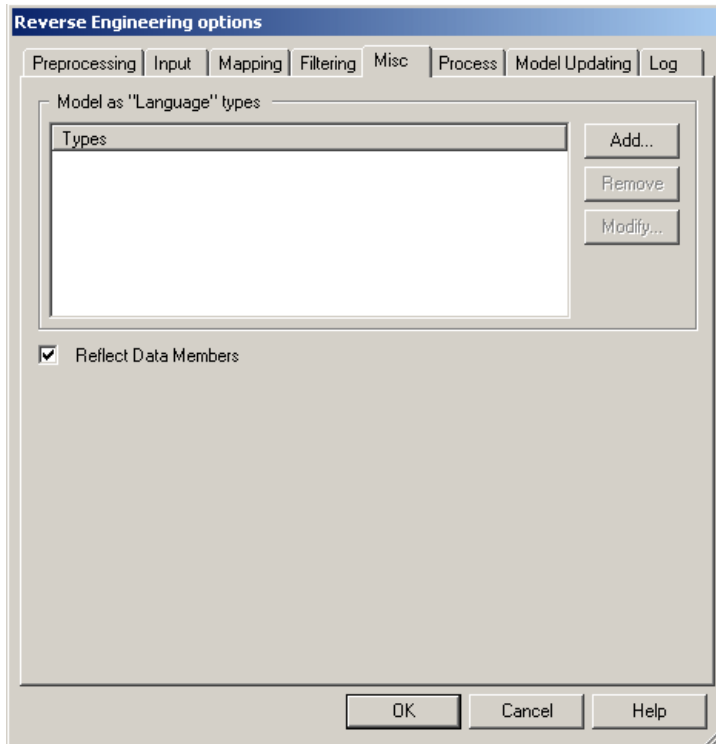 Reverse Engineering options
Preprocessing Input Mapping Filtering Misc Process Model Updating Log
Model as "Language" types
Types
Add...
Remove
Modify...
Reflect Data Members
OK Cancel Help